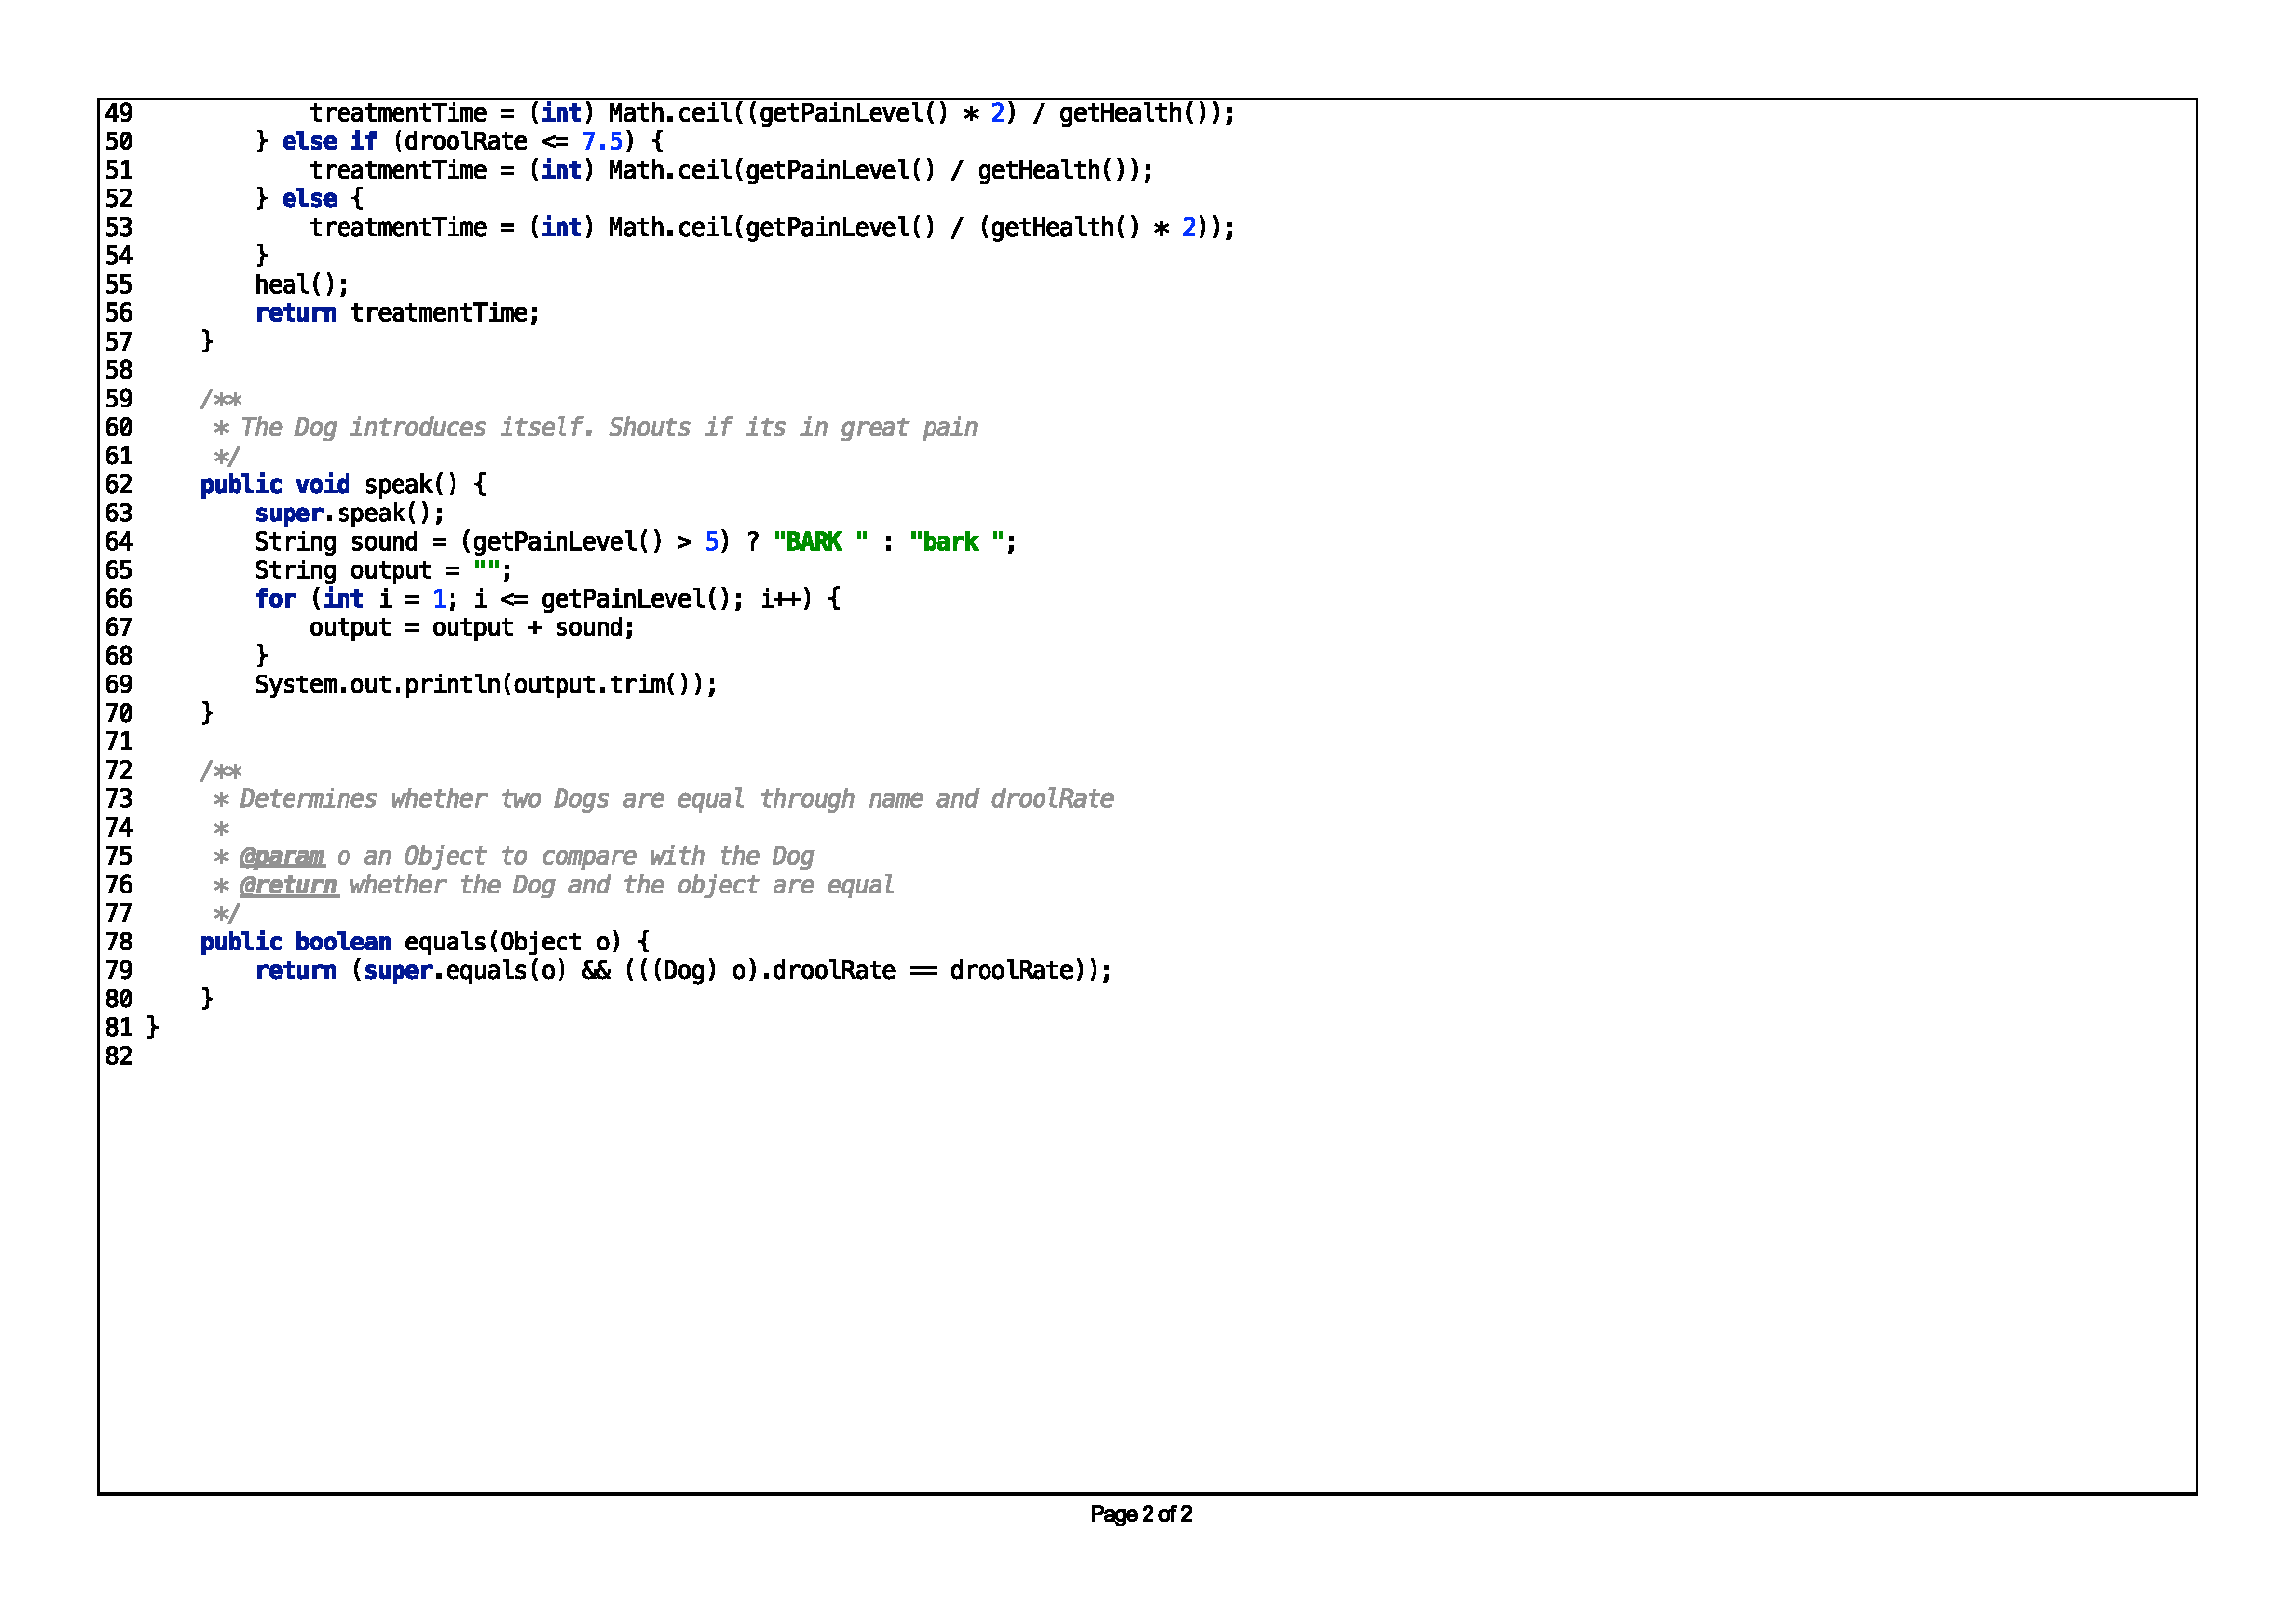 49             treatmentTime = (int) Math.ceil((getPainLevel() * 2) / getHealth());
50         } else if (droolRate <= 7.5) {
51             treatmentTime = (int) Math.ceil(getPainLevel() / getHealth());
52         } else {
53             treatmentTime = (int) Math.ceil(getPainLevel() / (getHealth() * 2));
54         }
55         heal();
56         return treatmentTime;
57     }
58
59     /**
60      * The Dog introduces itself. Shouts if its in great pain
61      */
62     public void speak() {
63         super.speak();
64         String sound = (getPainLevel() > 5) ? "BARK " : "bark ";
65         String output = "";
66         for (int i = 1; i <= getPainLevel(); i++) {
67             output = output + sound;
68         }
69         System.out.println(output.trim());
70     }
71
72     /**
73      * Determines whether two Dogs are equal through name and droolRate
74      *
75      * @param o an Object to compare with the Dog
76      * @return whether the Dog and the object are equal
77      */
78     public boolean equals(Object o) {
79         return (super.equals(o) && (((Dog) o).droolRate == droolRate));
80     }
81 }
82
Page 2 of 2